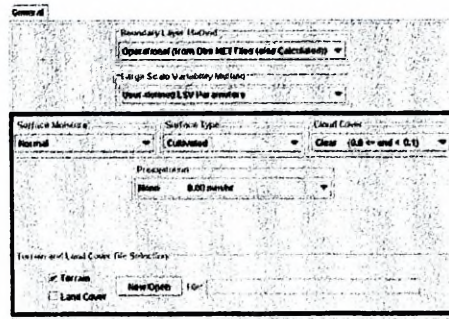 General
Boundary Layer Method
Operational (from Obs MET Files (else Calculated))
Large Scale Variability Method
User-defined LSV Parameters
Surface Moisture Surface Type Cloud Cover
Normal Cultivated Clear (0.0 <= and < 0.1)
Precipitation
None 0.00 mm/hr
Terrain and Land Cover File Selection
Terrain
Land Cover
New Open